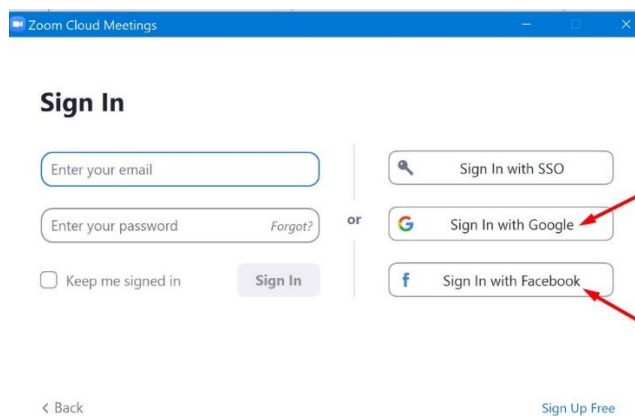 Zoom Cloud Meetings
Sign In
Enter your email
Enter your password Forgot?
Keep me signed in Sign In
or
Sign In with SSO
Sign In with Google
Sign In with Facebook
Back
Sign Up Free